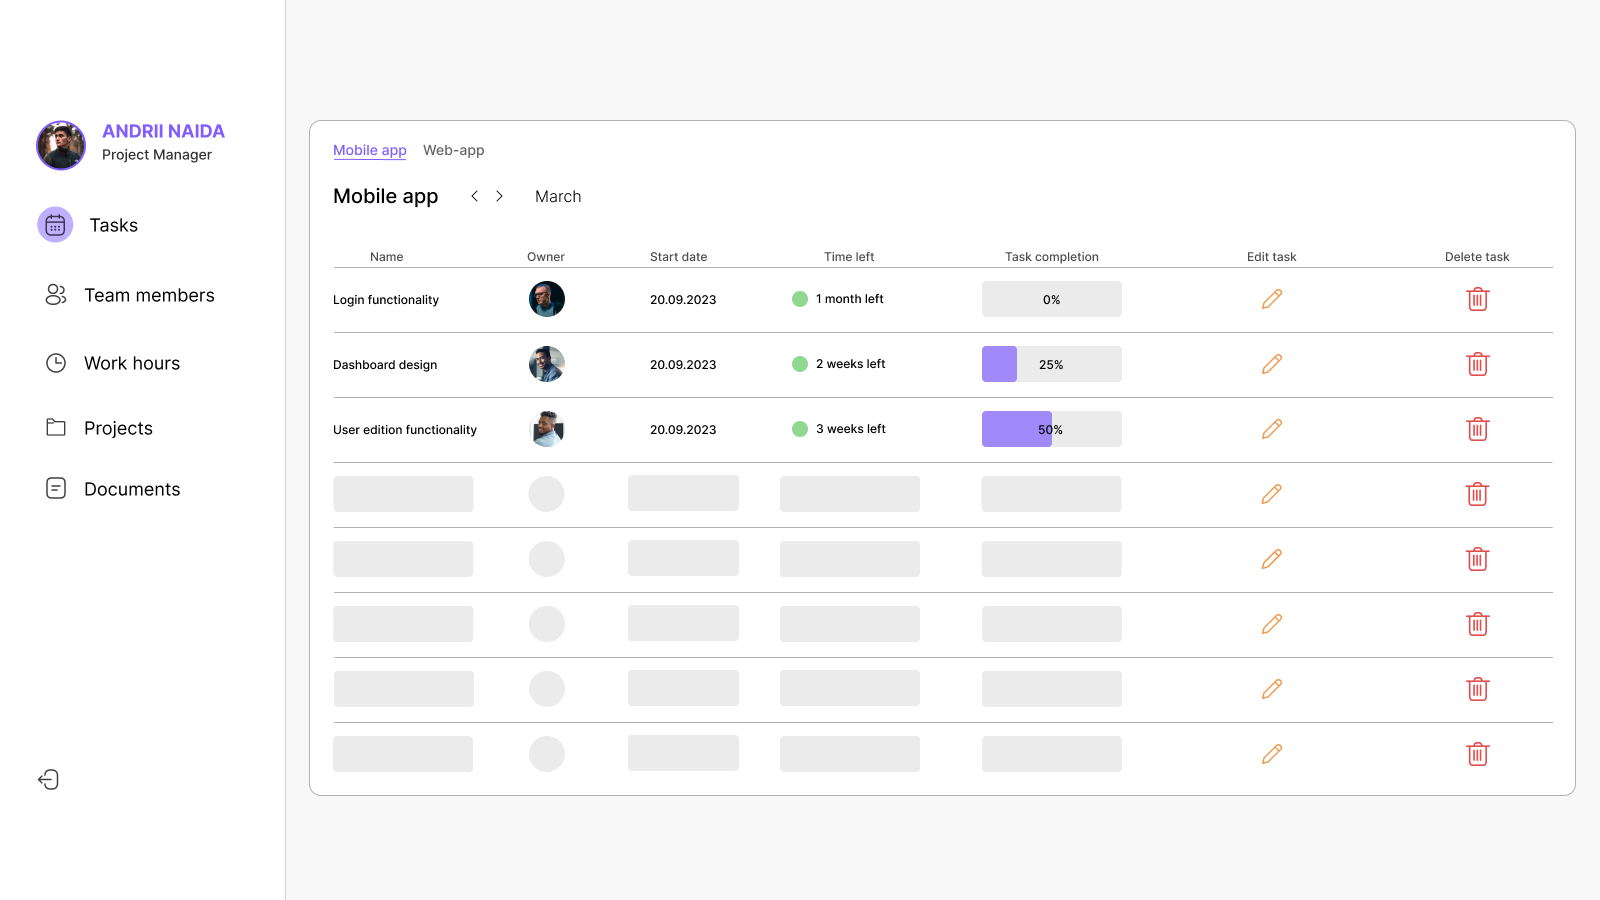 ANDRII NAIDA
Project Manager
Tasks
Team members
Work hours
Projects
Documents
Mobile app Web-app
Mobile app March
Name Owner Start date Time left Task completion Edit task Delete task
Login functionality 20.09.2023 1 month left 0%
Dashboard design 20.09.2023 2 weeks left 25%
User edition functionality 20.09.2023 3 weeks left 50%